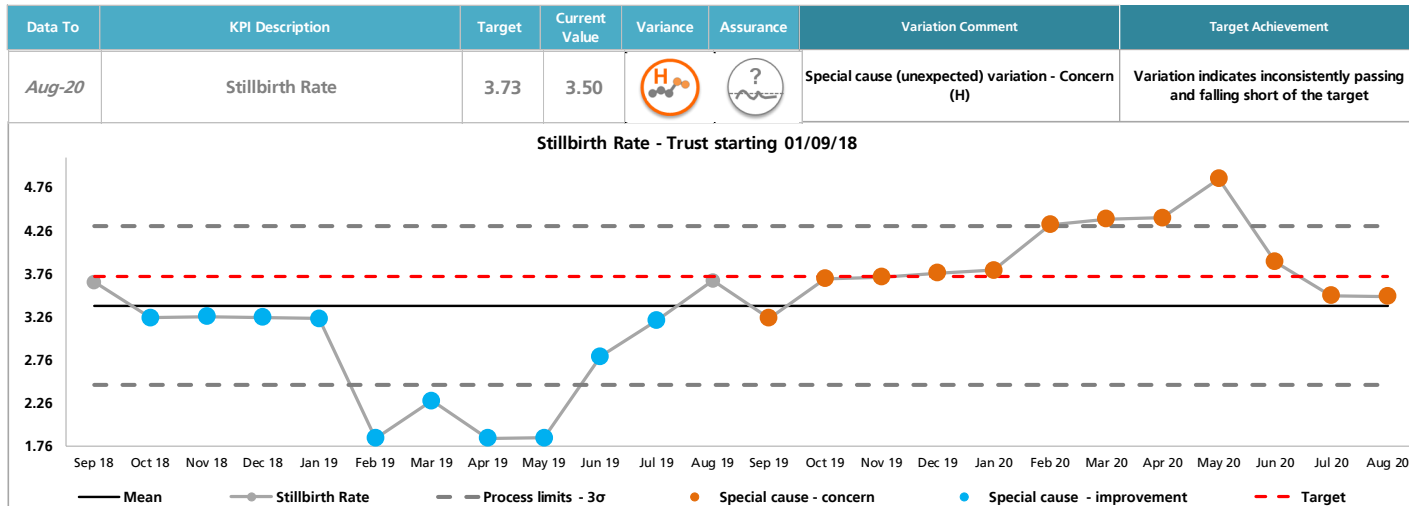 Data To KPI Description Target Current Value Variance Assurance Variation Comment Target Achievement
Aug-20 Stillbirth Rate 3.73 3.50 H ? Special cause (unexpected) variation - Concern (H) Variation indicates inconsistently passing and falling short of the target
Stillbirth Rate - Trust starting 01/09/18
4.76
4.26
3.76
3.26
2.76
2.26
1.76
Sep 18 Oct 18 Nov 18 Dec 18 Jan 19 Feb 19 Mar 19 Apr 19 May 19 Jun 19 Jul 19 Aug 19 Sep 19 Oct 19 Nov 19 Dec 19 Jan 20 Feb 20 Mar 20 Apr 20 May 20 Jun 20 Jul 20 Aug 20
Mean Stillbirth Rate Process limits - 3σ Special cause - concern Special cause - improvement Target